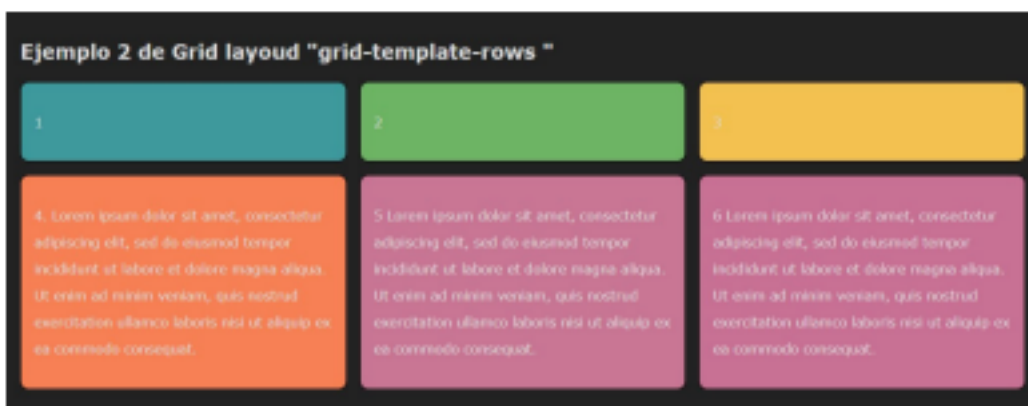 Ejemplo 2 de Grid layoud "grid-template-rows "
1
2
3
4. Lorem ipsum dolor sit amet, consectetur
adipiscing elit, sed do eiusmod tempor
incididunt ut labore et dolore magna aliqua.
Ut enim ad minim veniam, quis nostrud
exercitation ullamco laboris nisi ut aliquip ex
ea commodo consequat.
5 Lorem ipsum dolor sit amet, consectetur
adipiscing elit, sed do eiusmod tempor
incididunt ut labore et dolore magna aliqua.
Ut enim ad minim veniam, quis nostrud
exercitation ullamco laboris nisi ut aliquip ex
ea commodo consequat.
6 Lorem ipsum dolor sit amet, consectetur
adipiscing elit, sed do eiusmod tempor
incididunt ut labore et dolore magna aliqua.
Ut enim ad minim veniam, quis nostrud
exercitation ullamco laboris nisi ut aliquip ex
ea commodo consequat.